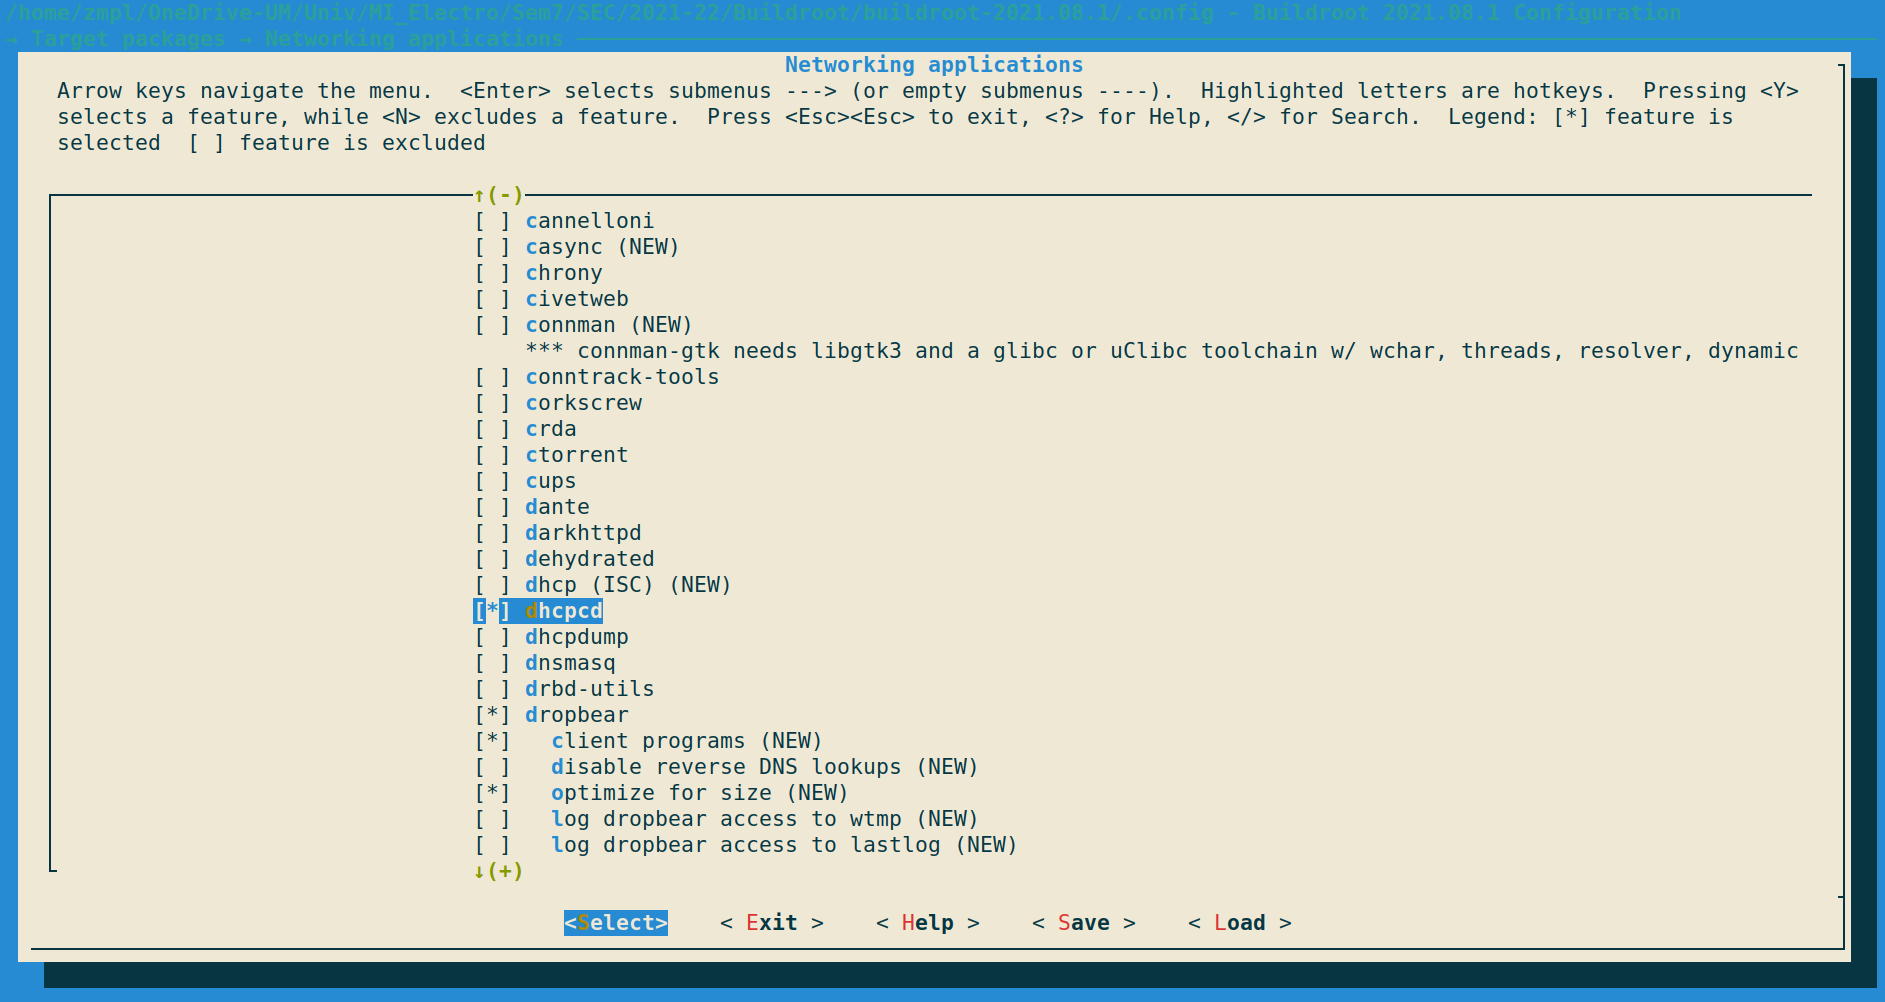 /home/zmpl/OneDrive-UM/Univ/MI_Electro/Sem7/SEC/2021-22/Buildroot/buildroot-2021.08.1/.config - Buildroot 2021.08.1 Configuration
→ Target packages → Networking applications
Networking applications
Arrow keys navigate the menu.  <Enter> selects submenus ---> (or empty submenus ----).  Highlighted letters are hotkeys.  Pressing <Y>
selects a feature, while <N> excludes a feature.  Press <Esc><Esc> to exit, <?> for Help, </> for Search.  Legend: [*] feature is
selected  [ ] feature is excluded
↑(-)
[ ] cannelloni
[ ] casync (NEW)
[ ] chrony
[ ] civetweb
[ ] connman (NEW)
*** connman-gtk needs libgtk3 and a glibc or uClibc toolchain w/ wchar, threads, resolver, dynamic
[ ] conntrack-tools
[ ] corkscrew
[ ] crda
[ ] ctorrent
[ ] cups
[ ] dante
[ ] darkhttpd
[ ] dehydrated
[ ] dhcp (ISC) (NEW)
[*] dhcpcd
[ ] dhcpdump
[ ] dnsmasq
[ ] drbd-utils
[*] dropbear
[*]   client programs (NEW)
[ ]   disable reverse DNS lookups (NEW)
[*]   optimize for size (NEW)
[ ]   log dropbear access to wtmp (NEW)
[ ]   log dropbear access to lastlog (NEW)
↓(+)
<Select>    < Exit >    < Help >    < Save >    < Load >